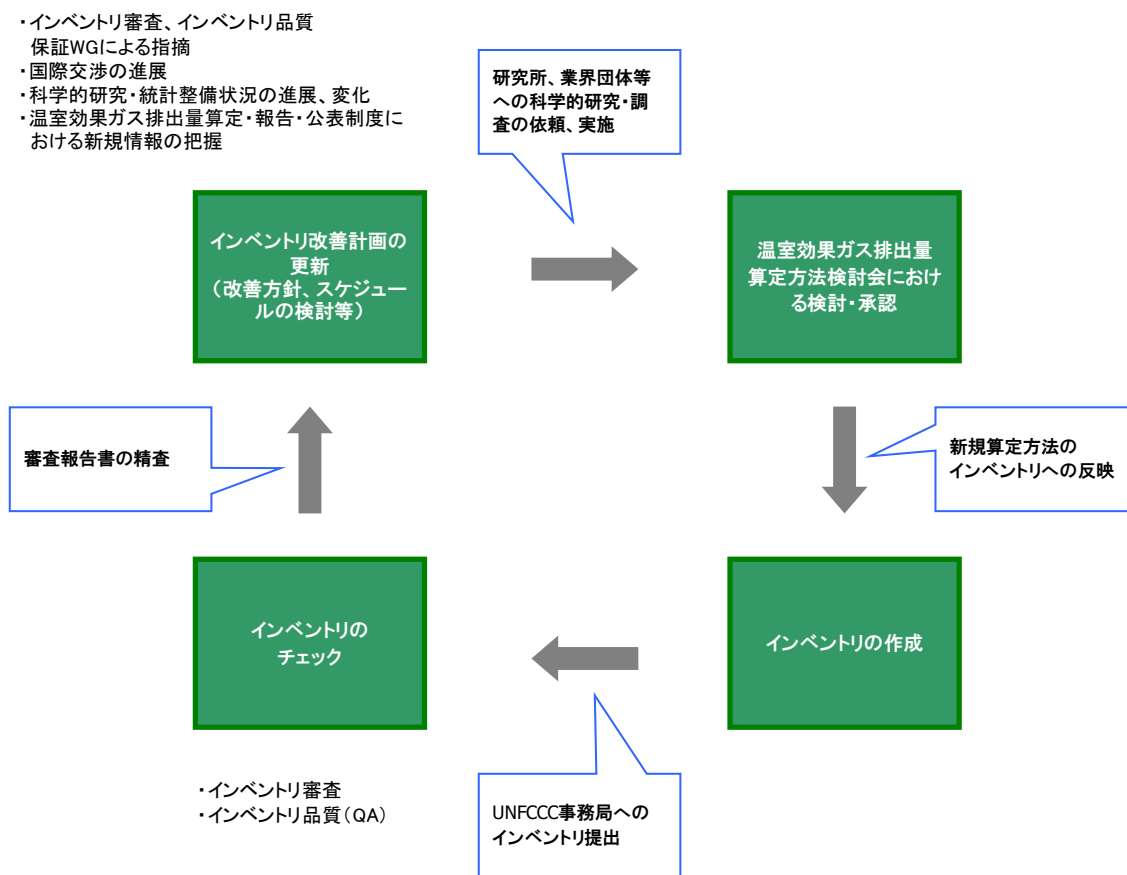 ・インベントリ審査、インベントリ品質
保証WGによる指摘
・国際交渉の進展
・科学的研究・統計整備状況の進展、変化
・温室効果ガス排出量算定・報告・公表制度に
おける新規情報の把握
研究所、業界団体等
への科学的研究・調
査の依頼、実施
インベントリ改善計画の
更新
（改善方針、スケジュー
ルの検討等）
温室効果ガス排出量
算定方法検討会におけ
る検討・承認
審査報告書の精査
新規算定方法の
インベントリへの反映
インベントリの
チェック
インベントリの作成
・インベントリ審査
・インベントリ品質（QA）
UNFCCC事務局への
インベントリ提出